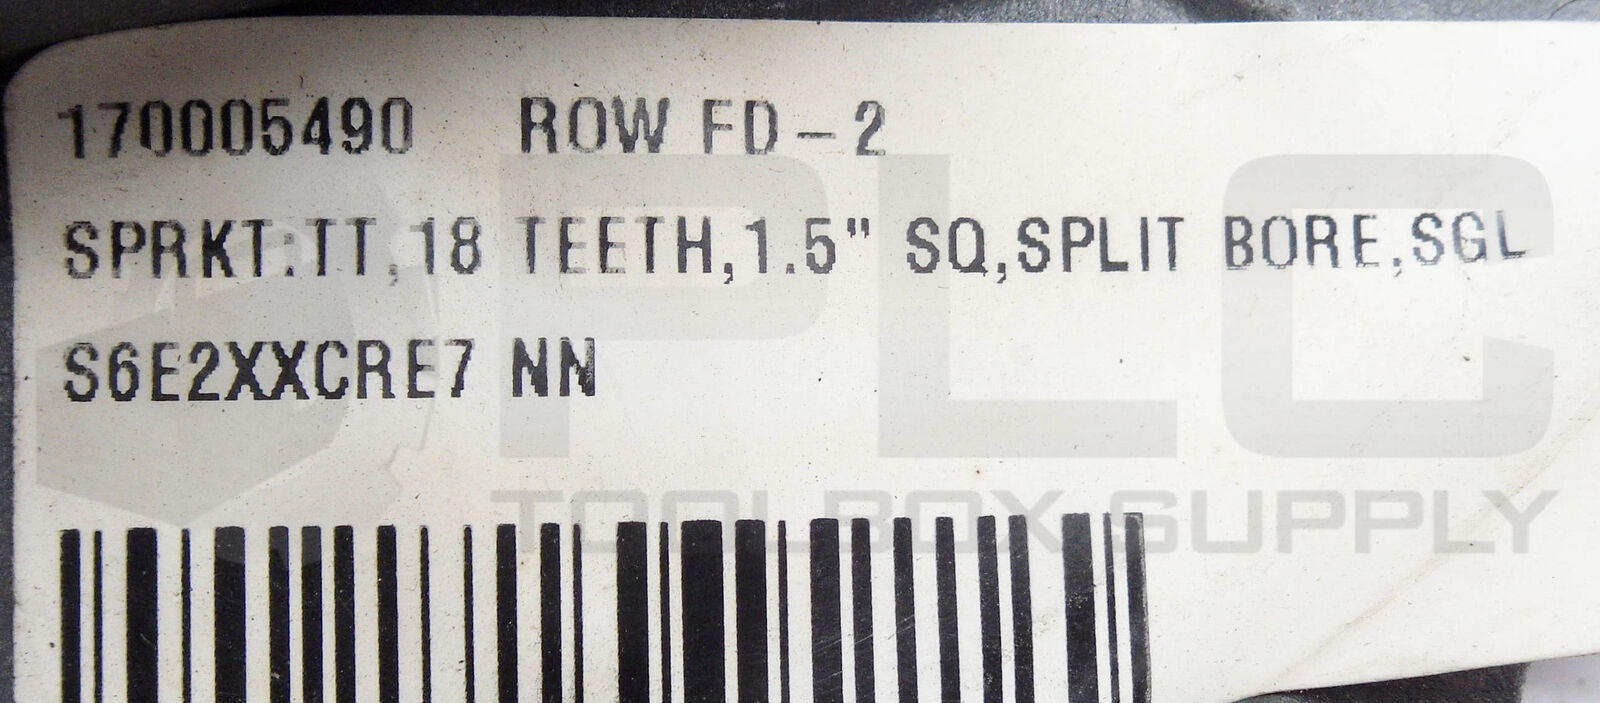 170005490 ROW FD-2
SPRKT:TT,18 TEETH,1.5" SQ,SPLIT BORE,SGL
S6E2XXCRE7 NN
PLC
TOOLBOX SUPPLY